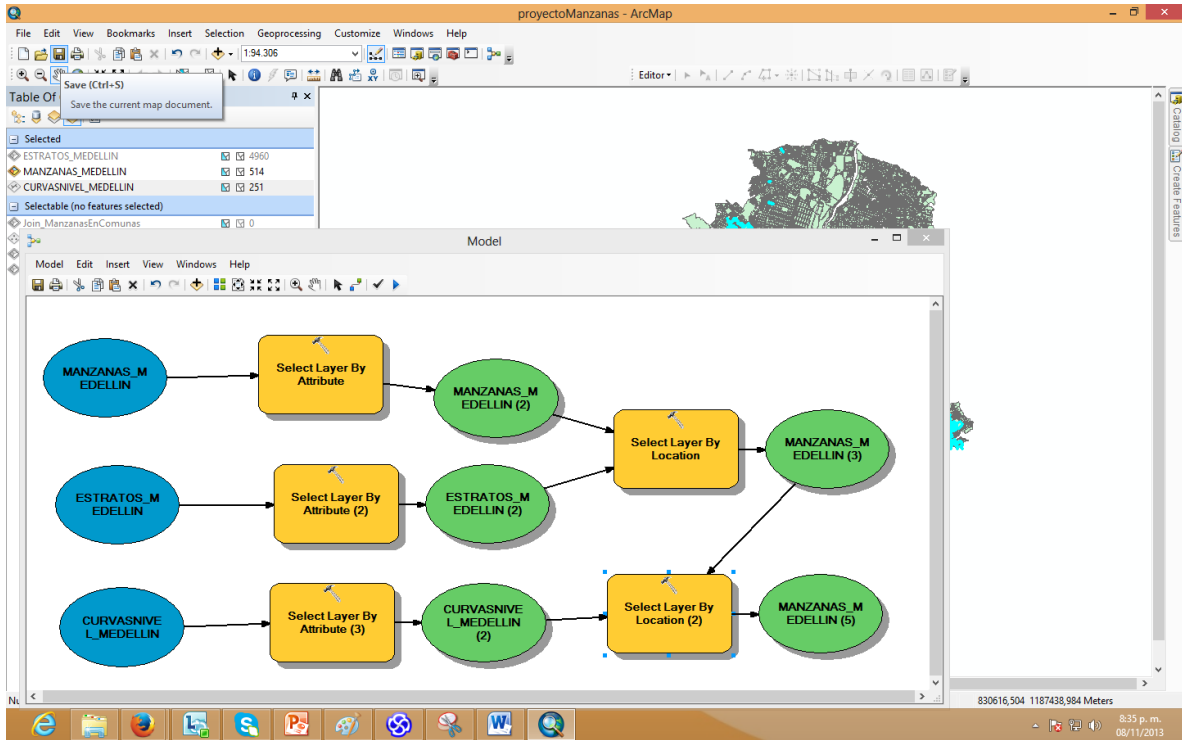 proyectoManzanas - ArcMap
File Edit View Bookmarks Insert Selection Geoprocessing Customize Windows Help
1:94.306
Editor
Save (Ctrl+S)
Save the current map document.
Table Of
Selected
ESTRATOS_MEDELLIN 4960
MANZANAS_MEDELLIN 514
CURVASNIVEL_MEDELLIN 251
Selectable (no features selected)
Join_ManzanasEnComunas 0
Catalog
Create Features
Model
Model Edit Insert View Windows Help
MANZANAS_M
EDELLIN
Select Layer By
Attribute
MANZANAS_M
EDELLIN (2)
Select Layer By
Location
MANZANAS_M
EDELLIN (3)
ESTRATOS_M
EDELLIN
Select Layer By
Attribute (2)
ESTRATOS_M
EDELLIN (2)
CURVASNIVE
L_MEDELLIN
Select Layer By
Attribute (3)
CURVASNIVE
L_MEDELLIN
(2)
Select Layer By
Location (2)
MANZANAS_M
EDELLIN (5)
830616,504 1187438,984 Meters
8:35 p. m.
08/11/2013